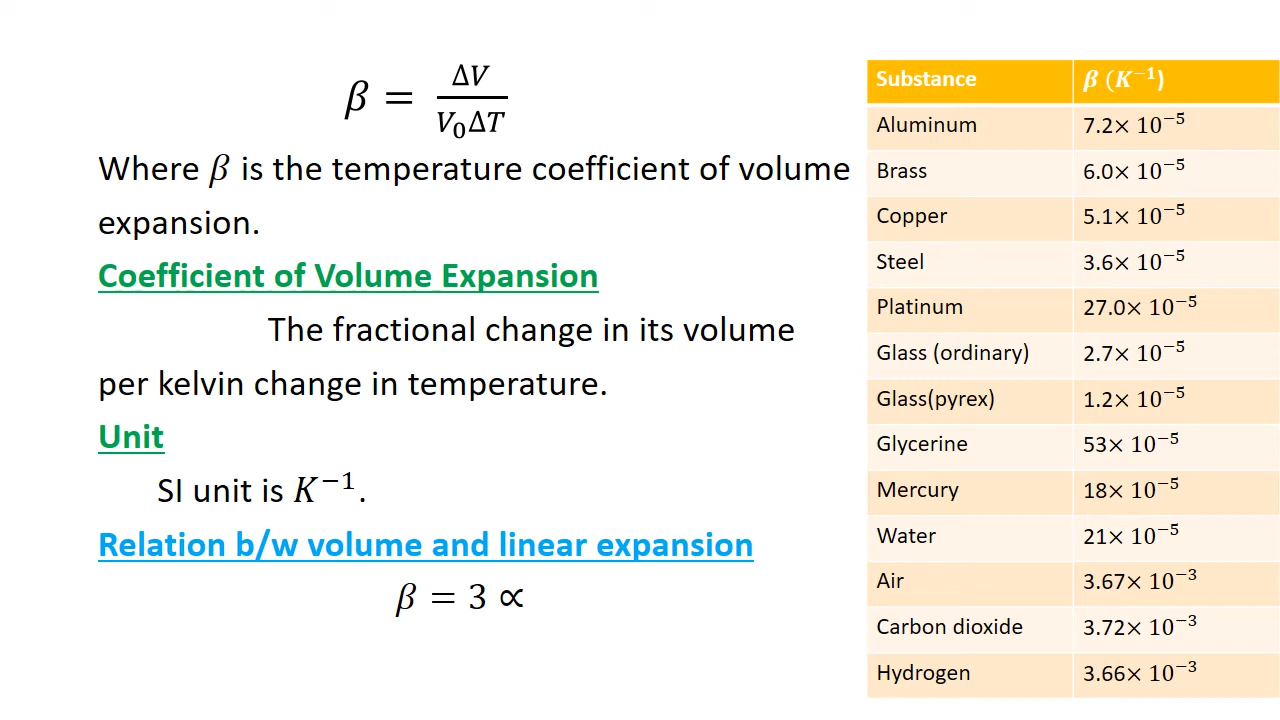 β = ΔV / V₀ΔT
Where β is the temperature coefficient of volume
expansion.
Coefficient of Volume Expansion
The fractional change in its volume
per kelvin change in temperature.
Unit
SI unit is K⁻¹.
Relation b/w volume and linear expansion
β = 3 ∝
Substance β (K⁻¹)
Aluminum 7.2× 10⁻⁵
Brass 6.0× 10⁻⁵
Copper 5.1× 10⁻⁵
Steel 3.6× 10⁻⁵
Platinum 27.0× 10⁻⁵
Glass (ordinary) 2.7× 10⁻⁵
Glass(pyrex) 1.2× 10⁻⁵
Glycerine 53× 10⁻⁵
Mercury 18× 10⁻⁵
Water 21× 10⁻⁵
Air 3.67× 10⁻³
Carbon dioxide 3.72× 10⁻³
Hydrogen 3.66× 10⁻³